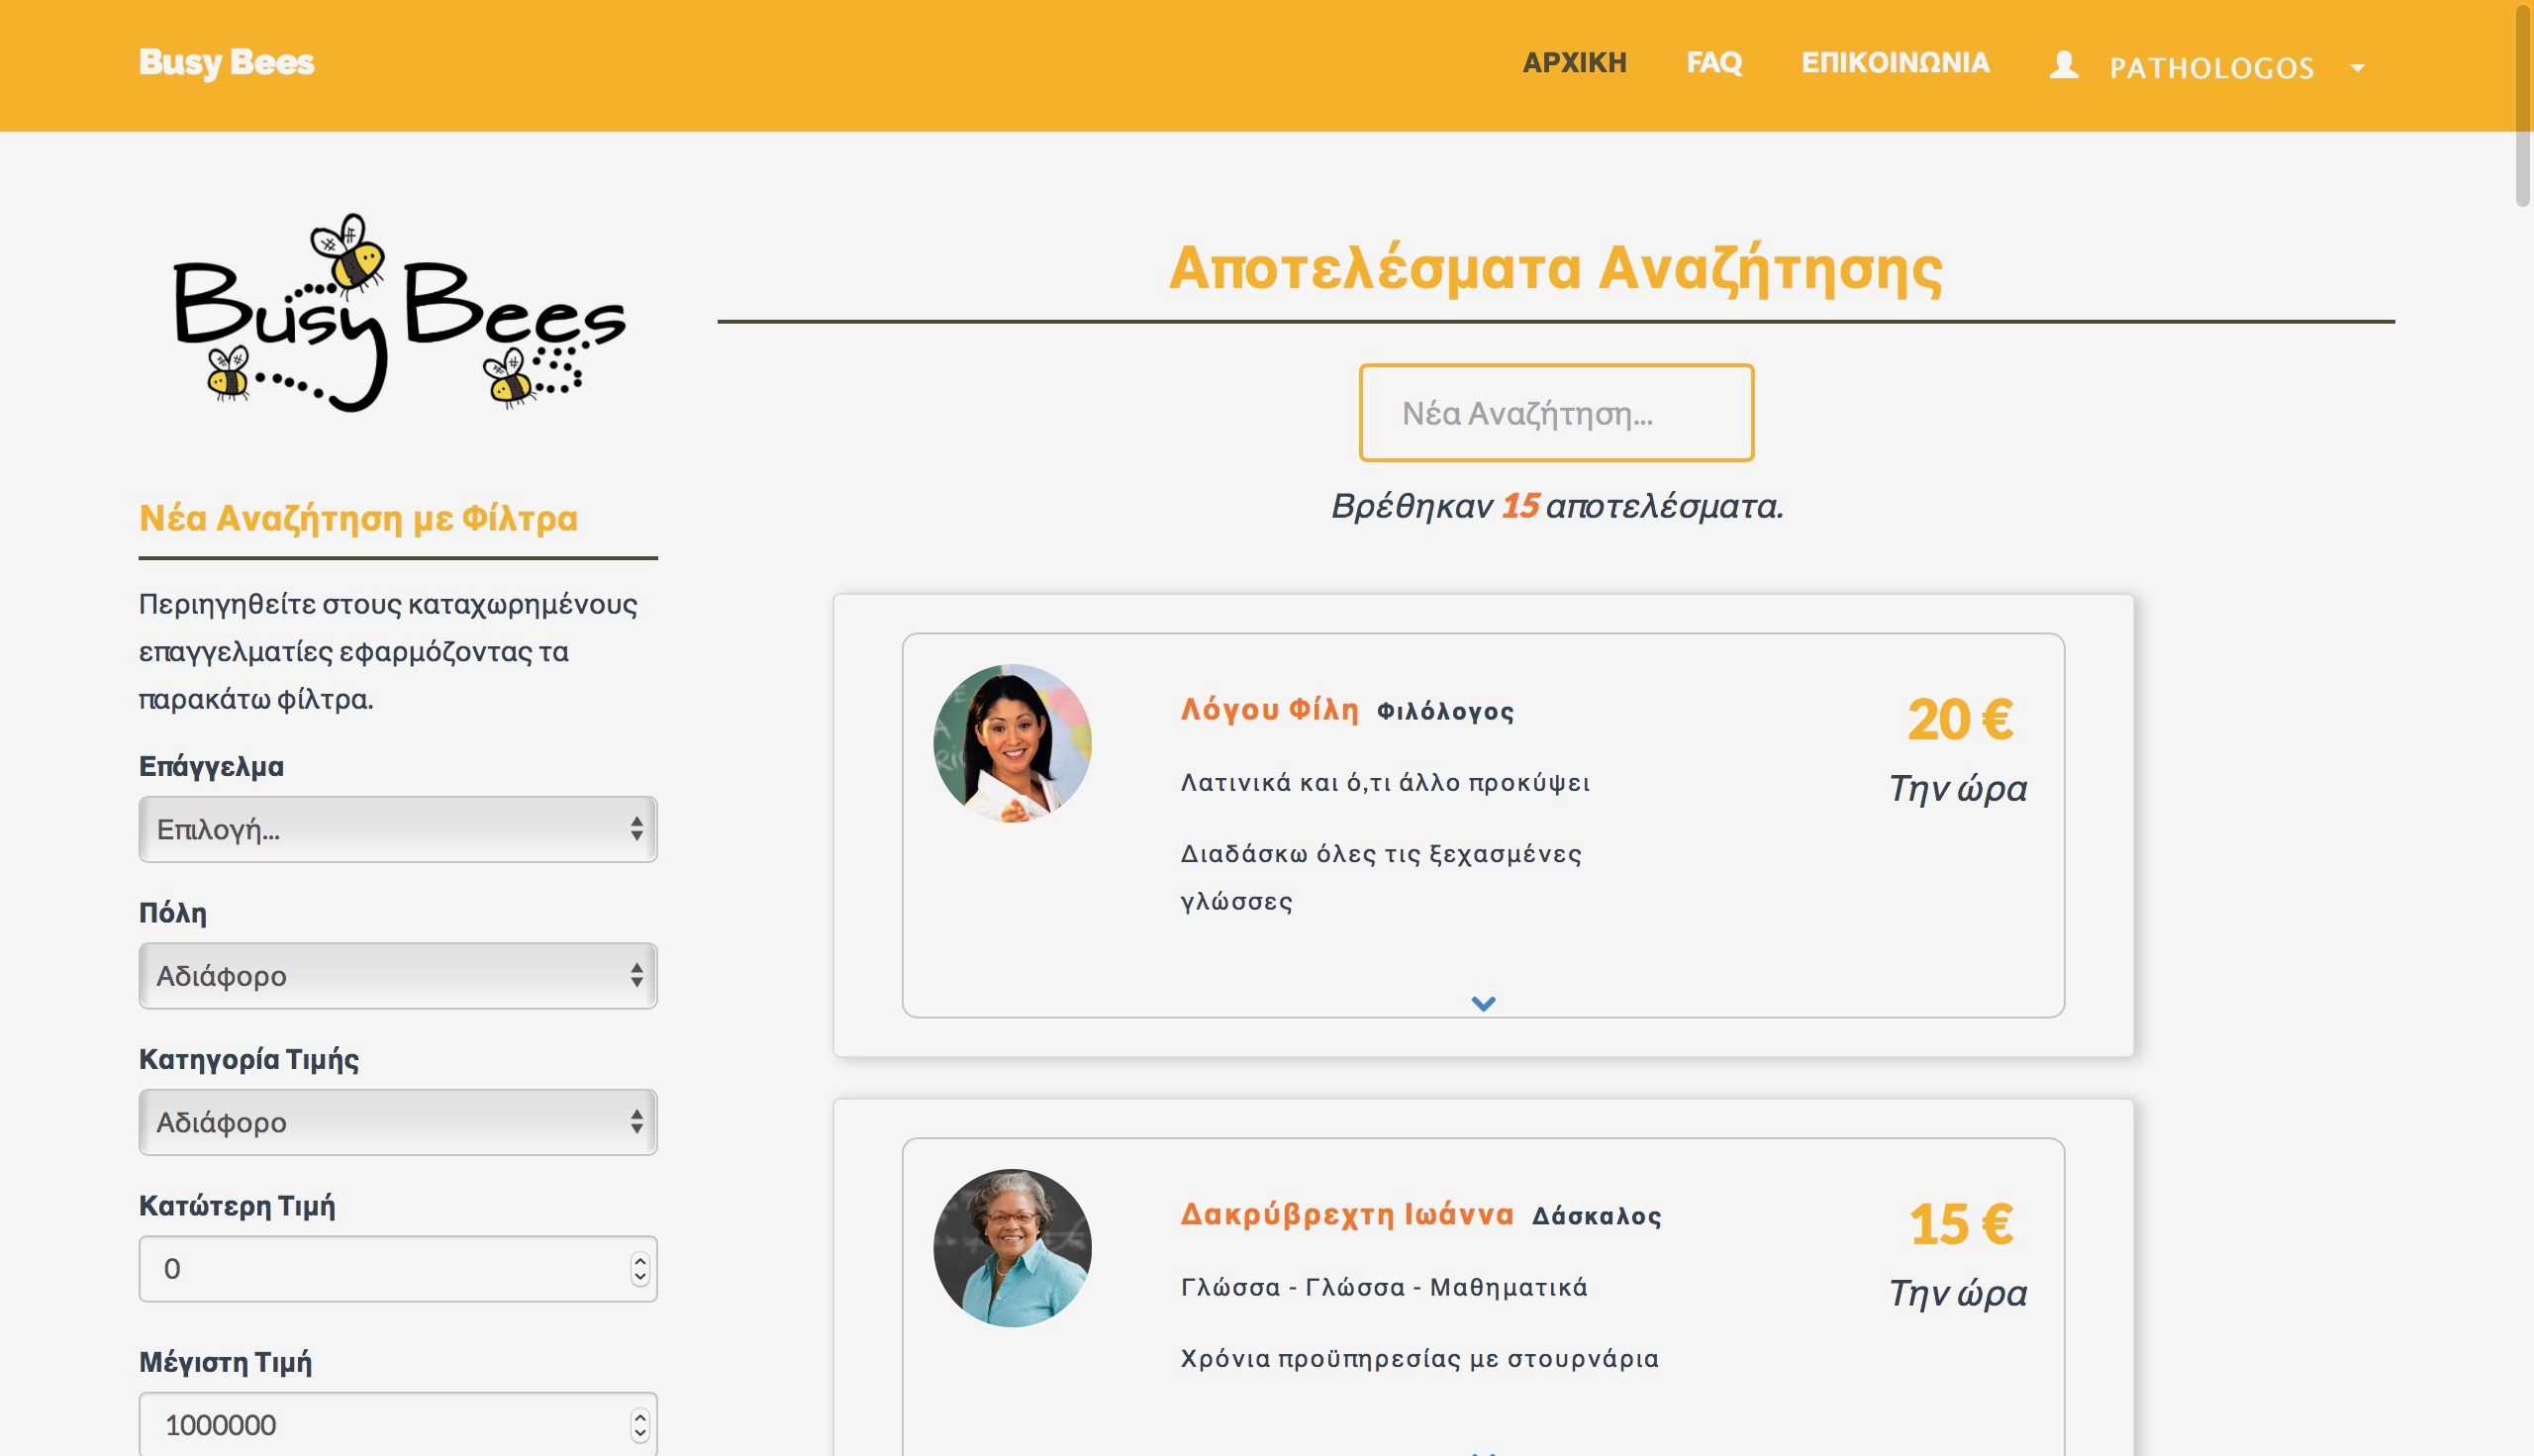 Busy Bees
ΑΡΧΙΚΗ FAQ ΕΠΙΚΟΙΝΩΝΙΑ PATHOLOGOS
Busy Bees
Νέα Αναζήτηση με Φίλτρα
Περιηγηθείτε στους καταχωρημένους
επαγγελματίες εφαρμόζοντας τα
παρακάτω φίλτρα.
Επάγγελμα
Επιλογή...
Πόλη
Αδιάφορο
Κατηγορία Τιμής
Αδιάφορο
Κατώτερη Τιμή
0
Μέγιστη Τιμή
1000000
Αποτελέσματα Αναζήτησης
Νέα Αναζήτηση...
Βρέθηκαν 15 αποτελέσματα.
Λόγου Φίλη Φιλόλογος
Λατινικά και ό,τι άλλο προκύψει
Διαδάσκω όλες τις ξεχασμένες
γλώσσες
20 €
Την ώρα
Δακρύβρεχτη Ιωάννα Δάσκαλος
Γλώσσα - Γλώσσα - Μαθηματικά
Χρόνια προϋπηρεσίας με στουρνάρια
15 €
Την ώρα